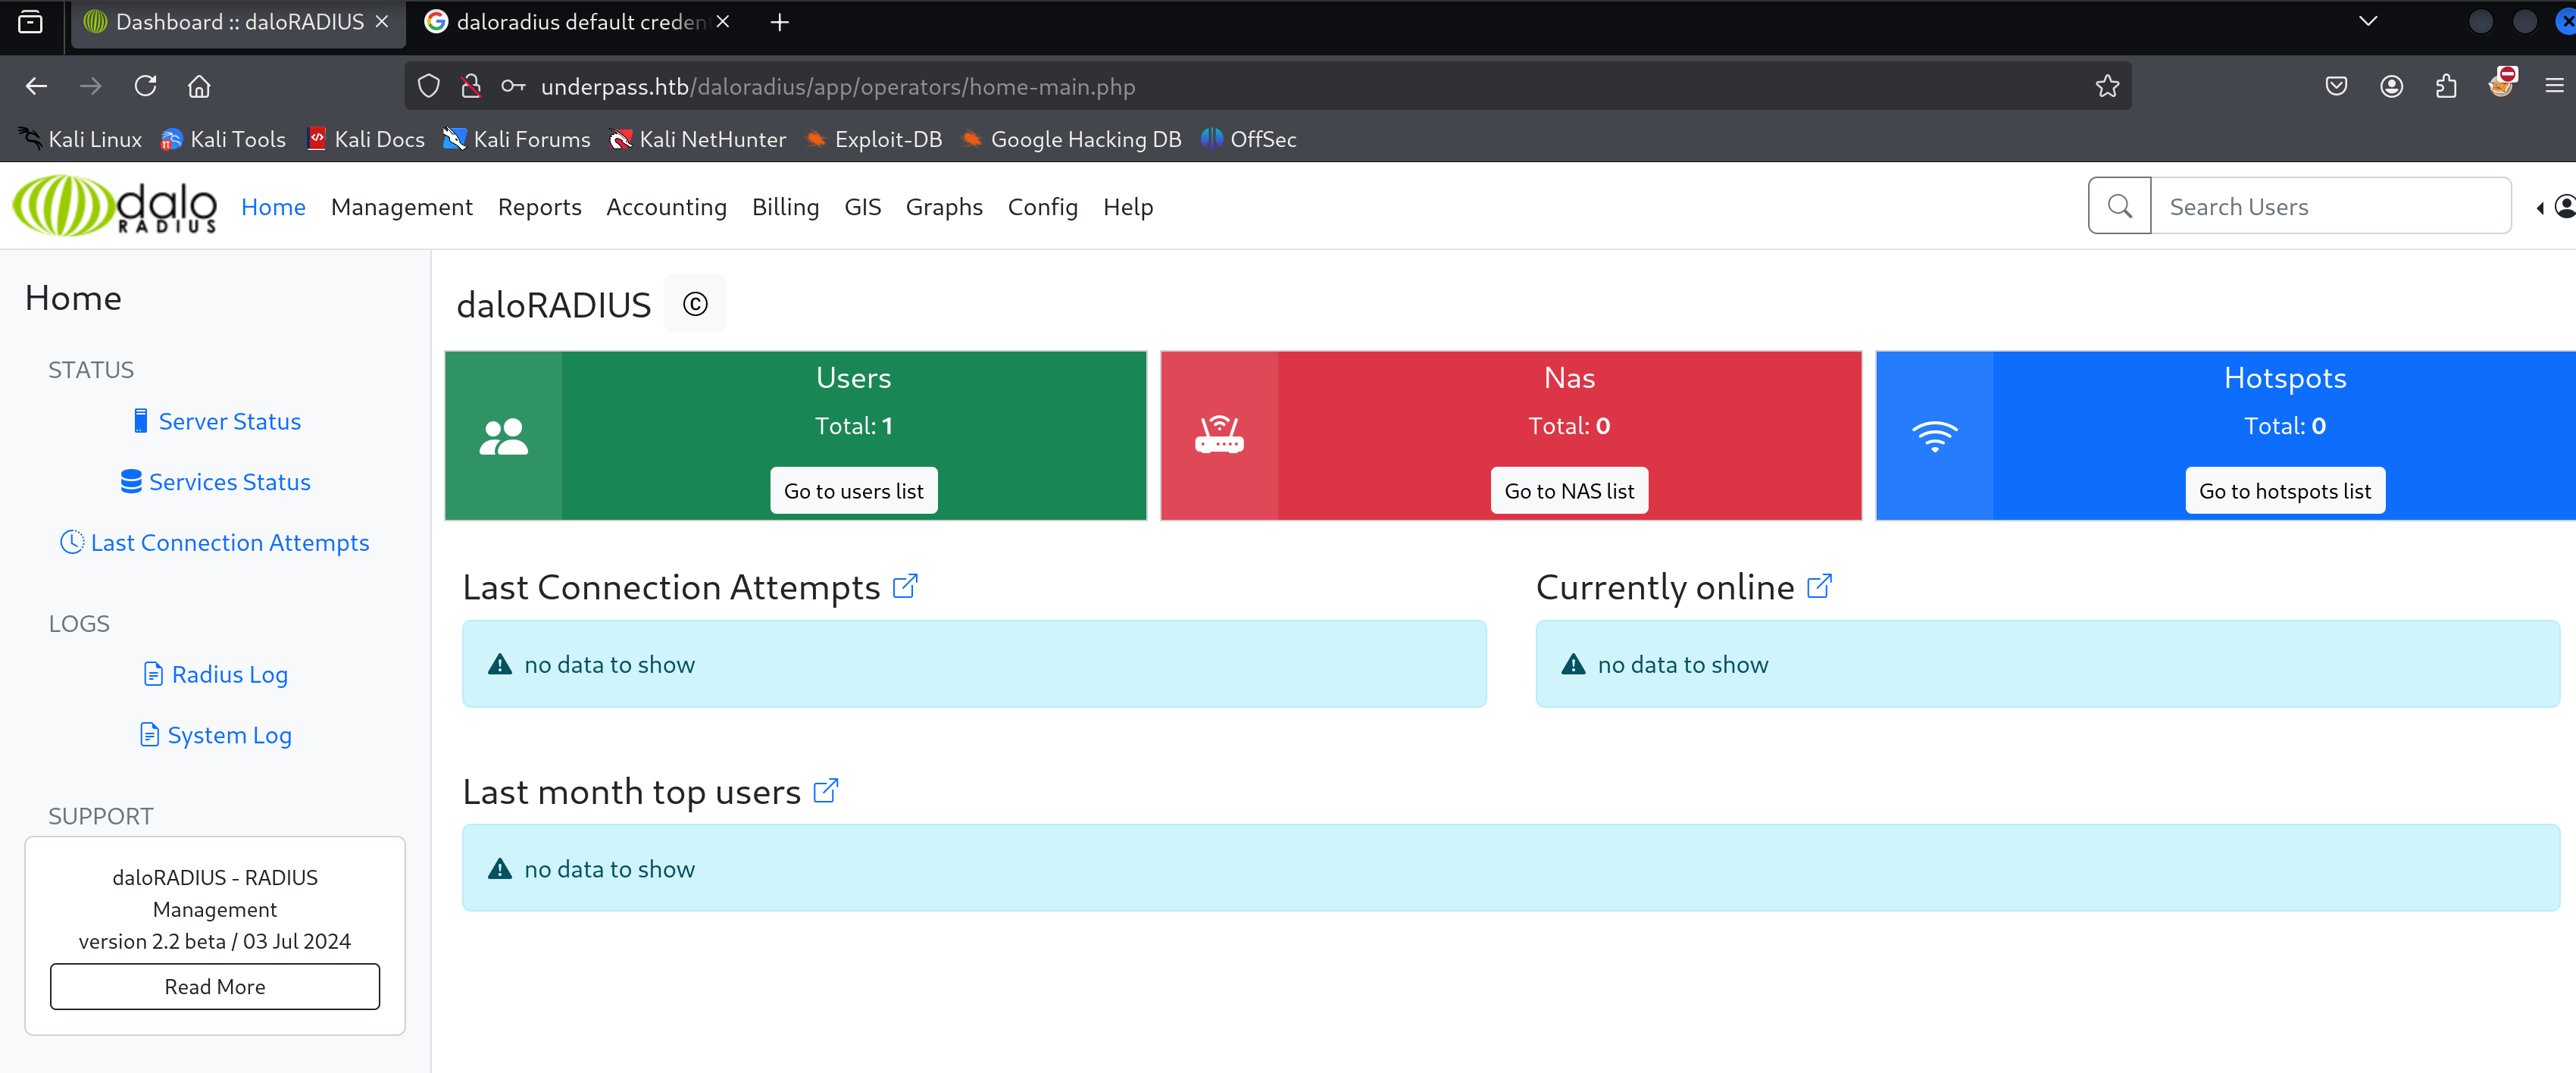 Dashboard :: daloRADIUS
daloradius default creden
underpass.htb/daloradius/app/operators/home-main.php
Kali Linux Kali Tools Kali Docs Kali Forums Kali NetHunter Exploit-DB Google Hacking DB OffSec
dalo RADIUS
Home Management Reports Accounting Billing GIS Graphs Config Help
Search Users
Home
STATUS
Server Status
Services Status
Last Connection Attempts
LOGS
Radius Log
System Log
SUPPORT
daloRADIUS - RADIUS
Management
version 2.2 beta / 03 Jul 2024
Read More
daloRADIUS ©
Users
Total: 1
Go to users list
Nas
Total: 0
Go to NAS list
Hotspots
Total: 0
Go to hotspots list
Last Connection Attempts
no data to show
Currently online
no data to show
Last month top users
no data to show